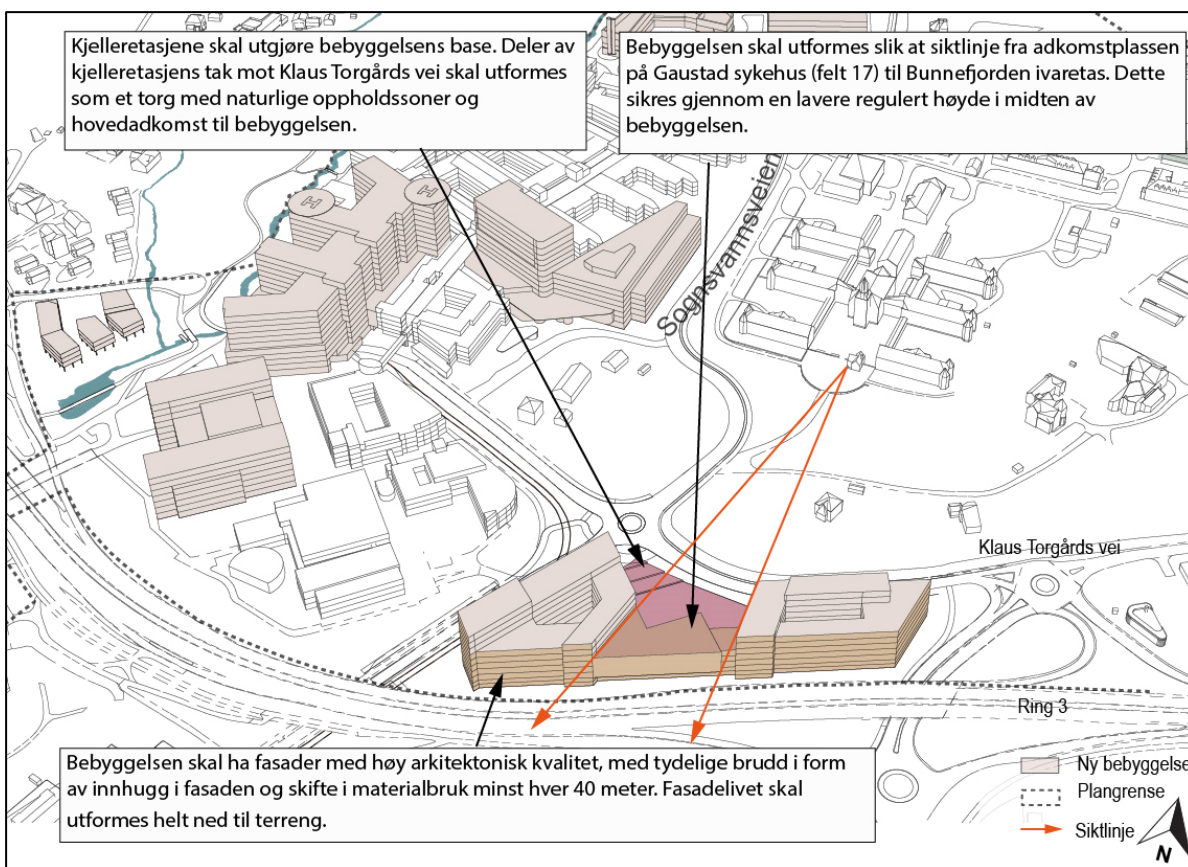 Kjelleretasjene skal utgjøre bebyggelsens base. Deler av
kjelleretasjens tak mot Klaus Torgårds vei skal utformes
som et torg med naturlige oppholdssoner og
hovedadkomst til bebyggelsen.
Bebyggelsen skal utformes slik at siktlinje fra adkomstplassen
på Gaustad sykehus (felt 17) til Bunnefjorden ivaretas. Dette
sikres gjennom en lavere regulert høyde i midten av
bebyggelsen.
H
H
Sognsvannsveien
Klaus Torgårds vei
Ring 3
Bebyggelsen skal ha fasader med høy arkitektonisk kvalitet, med tydelige brudd i form
av innhugg i fasaden og skifte i materialbruk minst hver 40 meter. Fasadelivet skal
utformes helt ned til terreng.
Ny bebyggelse
Plangrense
Siktlinje
N